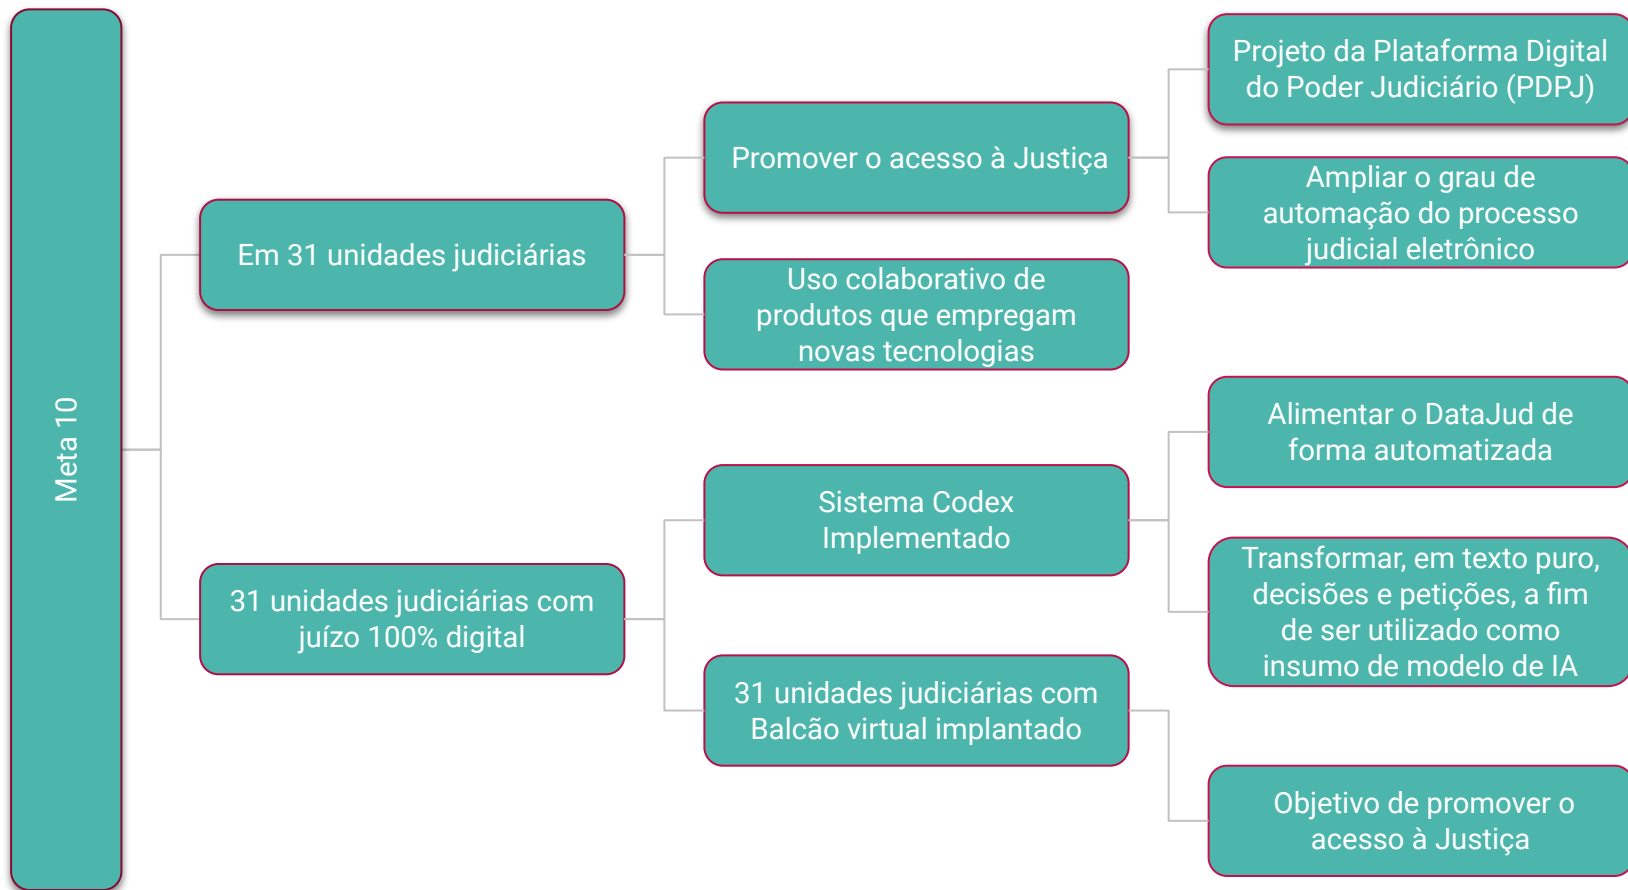 Meta 10
Em 31 unidades judiciárias
Promover o acesso à Justiça
Projeto da Plataforma Digital
do Poder Judiciário (PDPJ)
Ampliar o grau de
automação do processo
judicial eletrônico
Uso colaborativo de
produtos que empregam
novas tecnologias
31 unidades judiciárias com
juízo 100% digital
Sistema Codex
Implementado
Alimentar o DataJud de
forma automatizada
Transformar, em texto puro,
decisões e petições, a fim
de ser utilizado como
insumo de modelo de IA
31 unidades judiciárias com
Balcão virtual implantado
Objetivo de promover o
acesso à Justiça